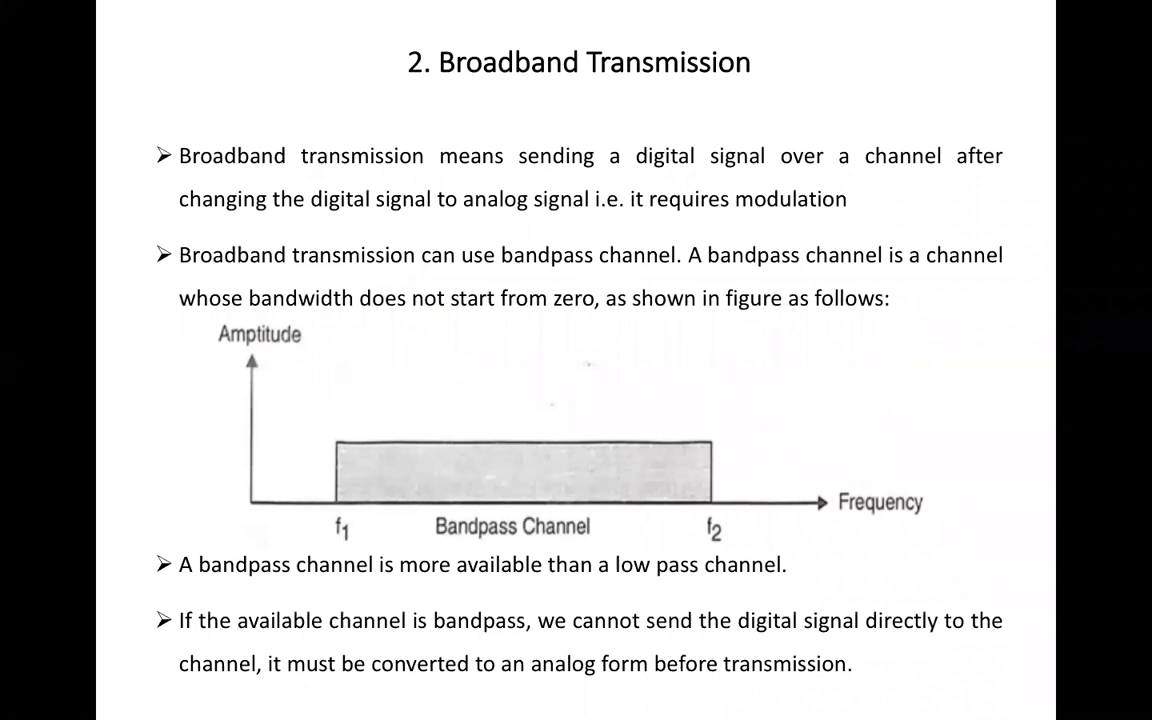 2. Broadband Transmission
➢ Broadband transmission means sending a digital signal over a channel after
changing the digital signal to analog signal i.e. it requires modulation
➢ Broadband transmission can use bandpass channel. A bandpass channel is a channel
whose bandwidth does not start from zero, as shown in figure as follows:
Amptitude
Frequency
f1 Bandpass Channel f2
➢ A bandpass channel is more available than a low pass channel.
➢ If the available channel is bandpass, we cannot send the digital signal directly to the
channel, it must be converted to an analog form before transmission.